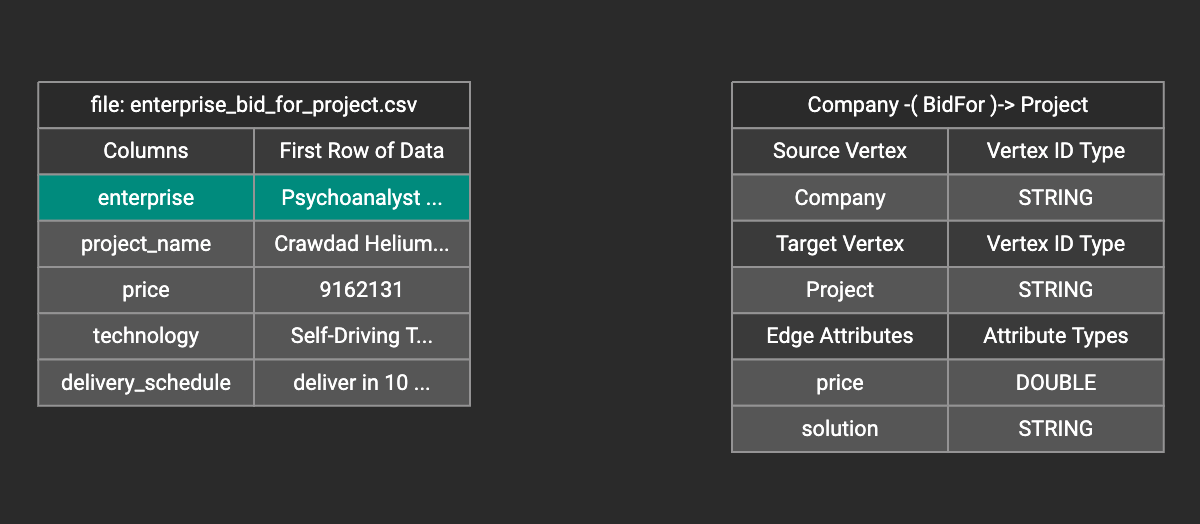 file: enterprise_bid_for_project.csv
Columns First Row of Data
enterprise Psychoanalyst ...
project_name Crawdad Helium...
price 9162131
technology Self-Driving T...
delivery_schedule deliver in 10 ...
Company -( BidFor )-> Project
Source Vertex Vertex ID Type
Company STRING
Target Vertex Vertex ID Type
Project STRING
Edge Attributes Attribute Types
price DOUBLE
solution STRING